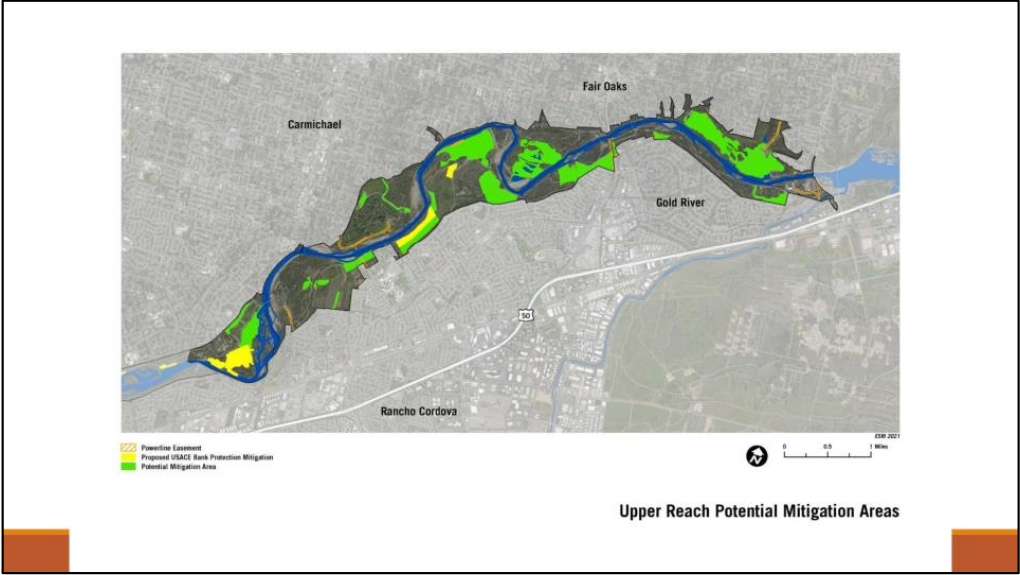 Fair Oaks
Carmichael
Gold River
50
Rancho Cordova
ESRI 2021
Powerline Easement
Proposed USACE Bank Protection Mitigation
Potential Mitigation Area
N
0 0.5 1 Miles
Upper Reach Potential Mitigation Areas